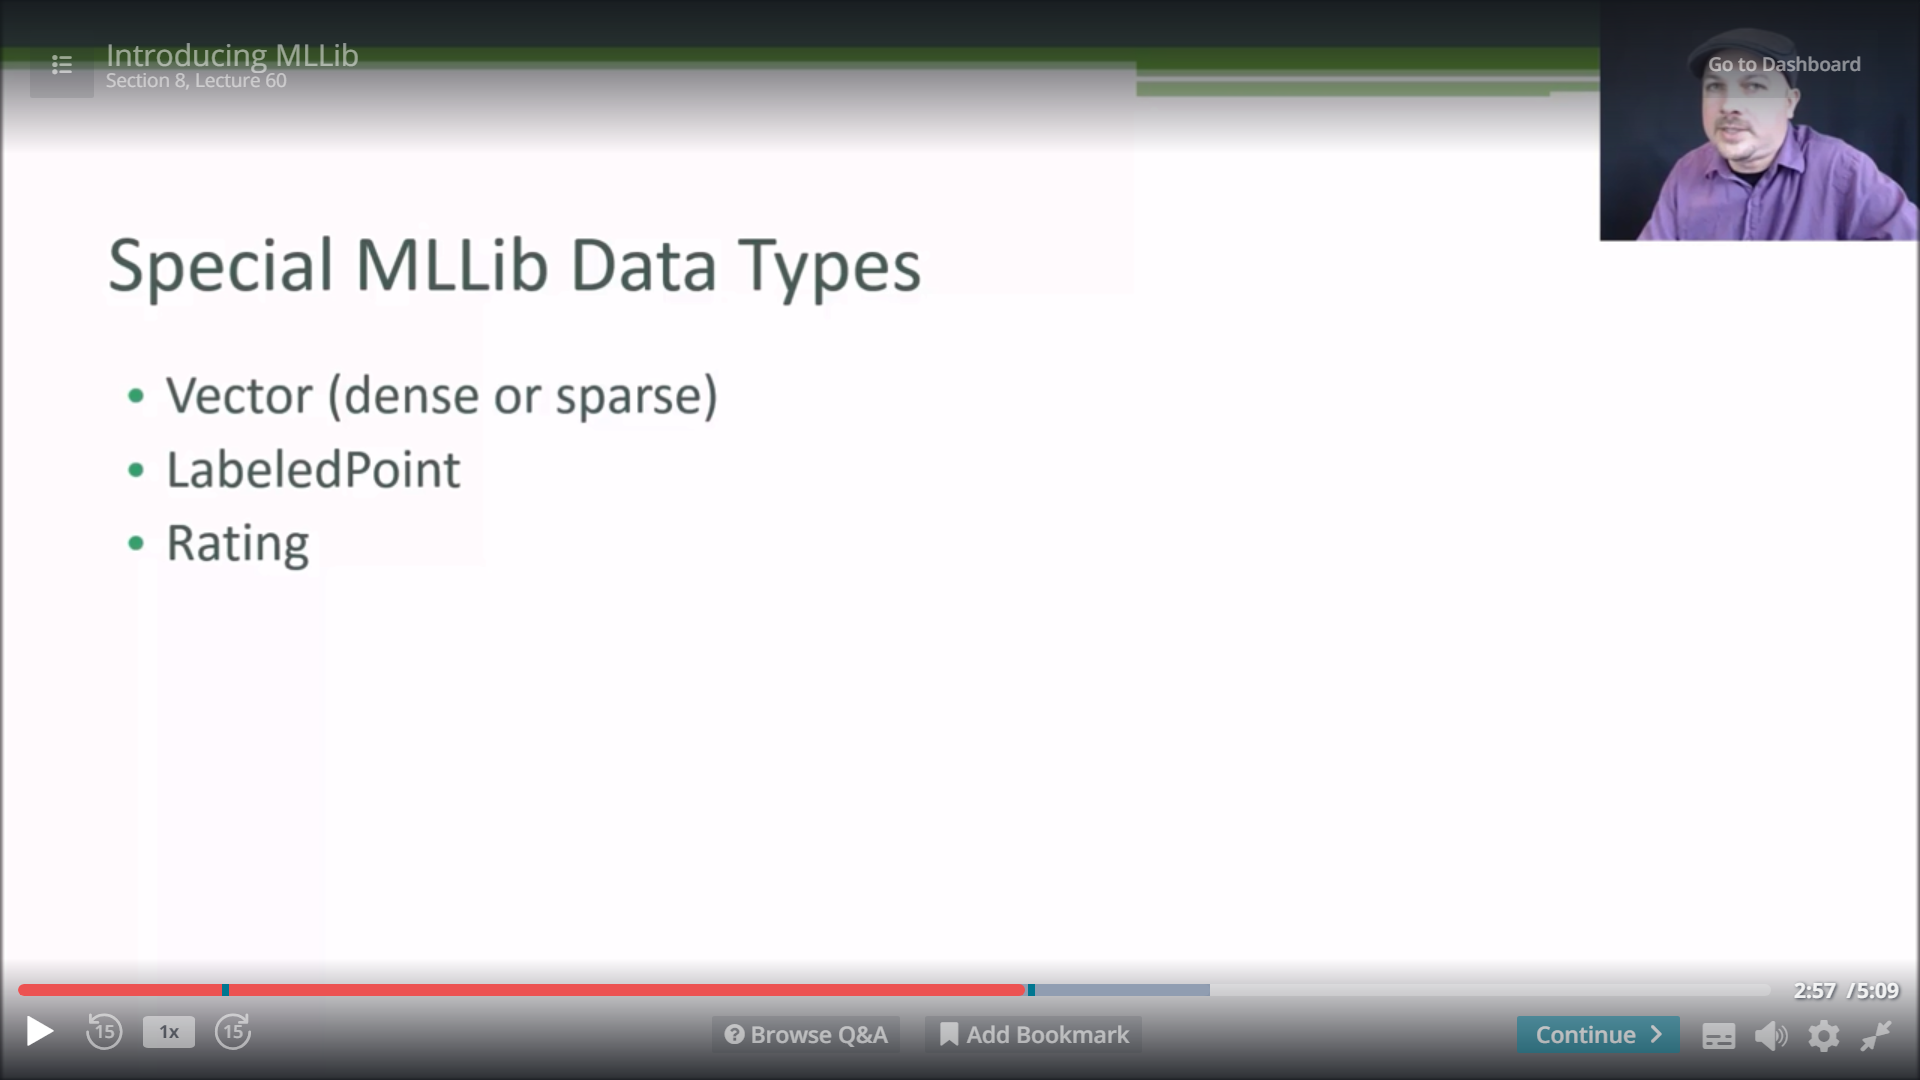 Introducing MLLib
Section 8, Lecture 60
Go to Dashboard
Special MLLib Data Types
• Vector (dense or sparse)
• LabeledPoint
• Rating
2:57 / 5:09
15
1x
15
? Browse Q&A
Add Bookmark
Continue >